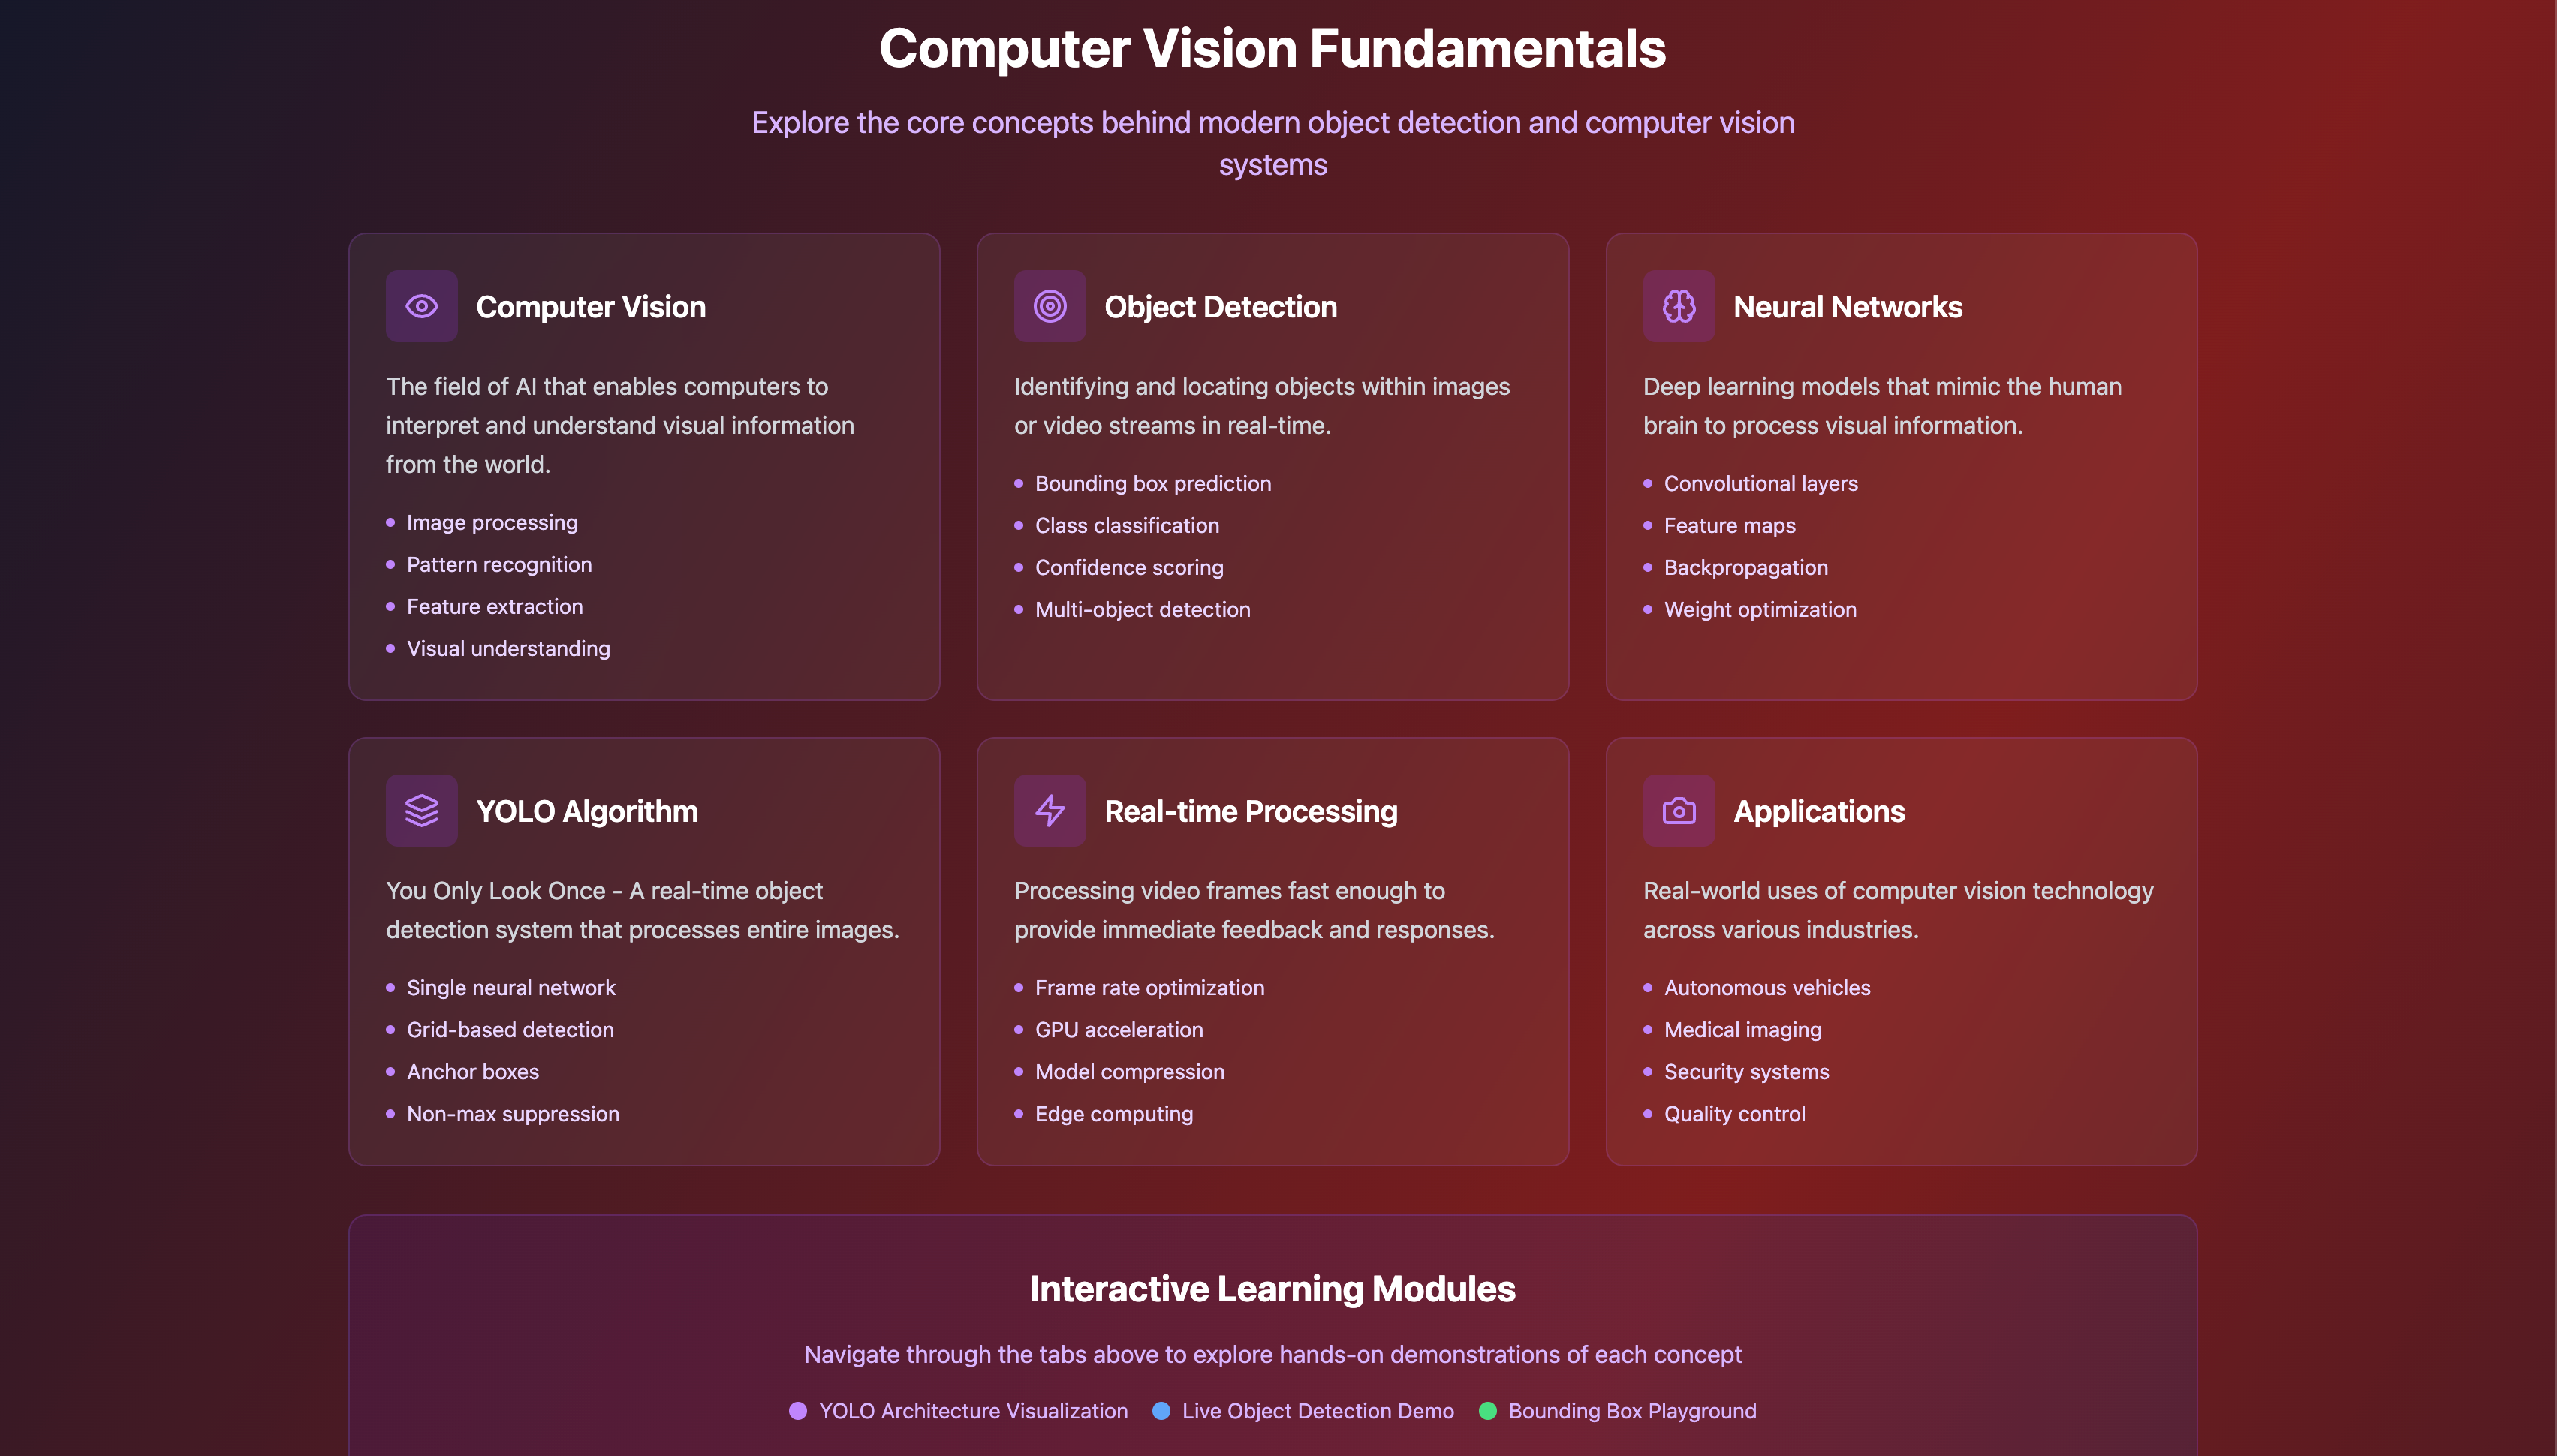 Computer Vision Fundamentals
Explore the core concepts behind modern object detection and computer vision
systems
Computer Vision
The field of AI that enables computers to
interpret and understand visual information
from the world.
Image processing
Pattern recognition
Feature extraction
Visual understanding
Object Detection
Identifying and locating objects within images
or video streams in real-time.
Bounding box prediction
Class classification
Confidence scoring
Multi-object detection
Neural Networks
Deep learning models that mimic the human
brain to process visual information.
Convolutional layers
Feature maps
Backpropagation
Weight optimization
YOLO Algorithm
You Only Look Once - A real-time object
detection system that processes entire images.
Single neural network
Grid-based detection
Anchor boxes
Non-max suppression
Real-time Processing
Processing video frames fast enough to
provide immediate feedback and responses.
Frame rate optimization
GPU acceleration
Model compression
Edge computing
Applications
Real-world uses of computer vision technology
across various industries.
Autonomous vehicles
Medical imaging
Security systems
Quality control
Interactive Learning Modules
Navigate through the tabs above to explore hands-on demonstrations of each concept
YOLO Architecture Visualization
Live Object Detection Demo
Bounding Box Playground